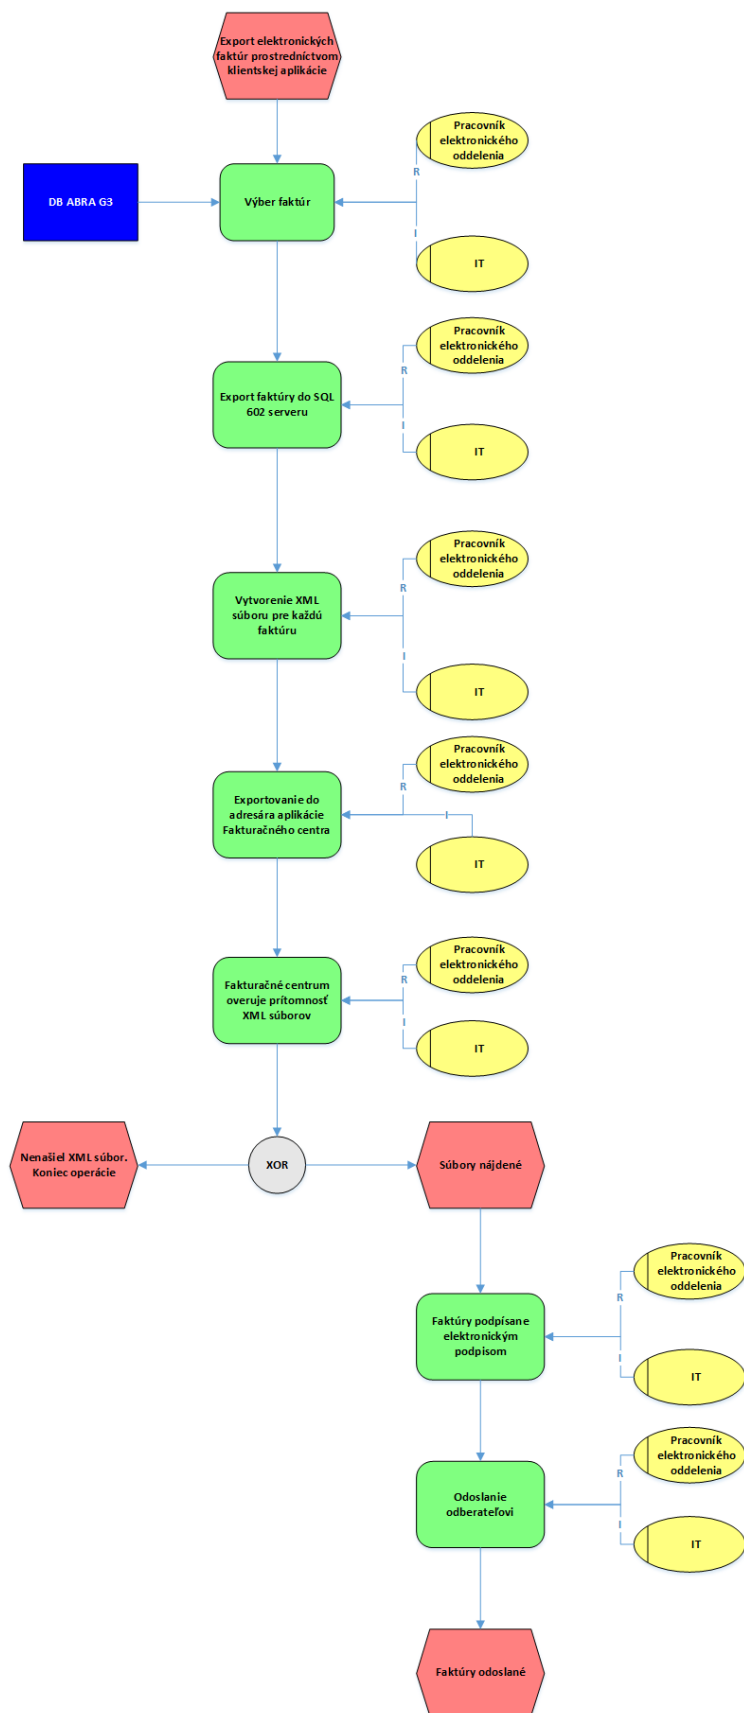 Export elektronických
faktúr prostredníctvom
klientskej aplikácie
Pracovník
elektronického
oddelenia
R
DB ABRA G3
Výber faktúr
I
IT
Pracovník
elektronického
oddelenia
R
Export faktúry do SQL
602 serveru
I
IT
Pracovník
elektronického
oddelenia
R
Vytvorenie XML
súboru pre každú
faktúru
I
IT
Pracovník
elektronického
oddelenia
R
Exportovanie do
adresára aplikácie
Fakturačného centra
I
IT
Pracovník
elektronického
oddelenia
R
Fakturačné centrum
overuje prítomnosť
XML súborov
I
IT
Nenašiel XML súbor.
Koniec operácie
XOR
Súbory nájdené
Pracovník
elektronického
oddelenia
R
Faktúry podpísane
elektronickým
podpisom
I
IT
Pracovník
elektronického
oddelenia
R
Odoslanie
odberateľovi
I
IT
Faktúry odoslané